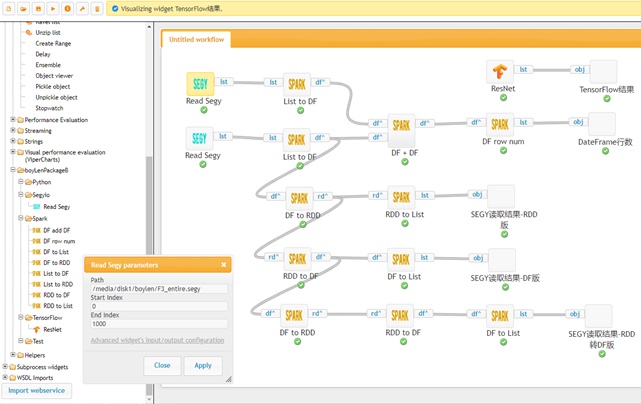 Visualizing widget TensorFlow结果.
Ravel list
Unzip list
Create Range
Delay
Ensemble
Object viewer
Pickle object
Unpickle object
Stopwatch
Performance Evaluation
Streaming
Strings
Visual performance evaluation
(ViperCharts)
boyLenPackageB
Python
SegyIo
Read Segy
Spark
DF add DF
DF row num
DF to List
DF to RDD
List to DF
List to RDD
RDD to DF
RDD to List
TensorFlow
ResNet
Test
Helpers
Subprocess widgets
WSDL Imports
Import webservice
Untitled workflow
SEGY lst lst SPARK df^
Read Segy
List to DF
lst obj
ResNet
TensorFlow结果
SEGY lst lst SPARK df^
Read Segy
List to DF
df^ df^ SPARK df^
DF + DF
df^ SPARK lst obj
DF row num
DateFrame行数
df^ SPARK rd^ rd^ SPARK lst obj
DF to RDD
RDD to List
SEGY读取结果-RDD
版
rd^ SPARK df^ df^ SPARK lst obj
RDD to DF
DF to List
SEGY读取结果-DF版
df^ SPARK rd^ rd^ SPARK df^ df^ SPARK lst obj
DF to RDD
RDD to DF
DF to List
SEGY读取结果-RDD
转DF版
Read Segy parameters
Path
/media/disk1/boylen/F3_entire.segy
Start Index
0
End Index
1000
Advanced widget's input/output configuration
Close
Apply